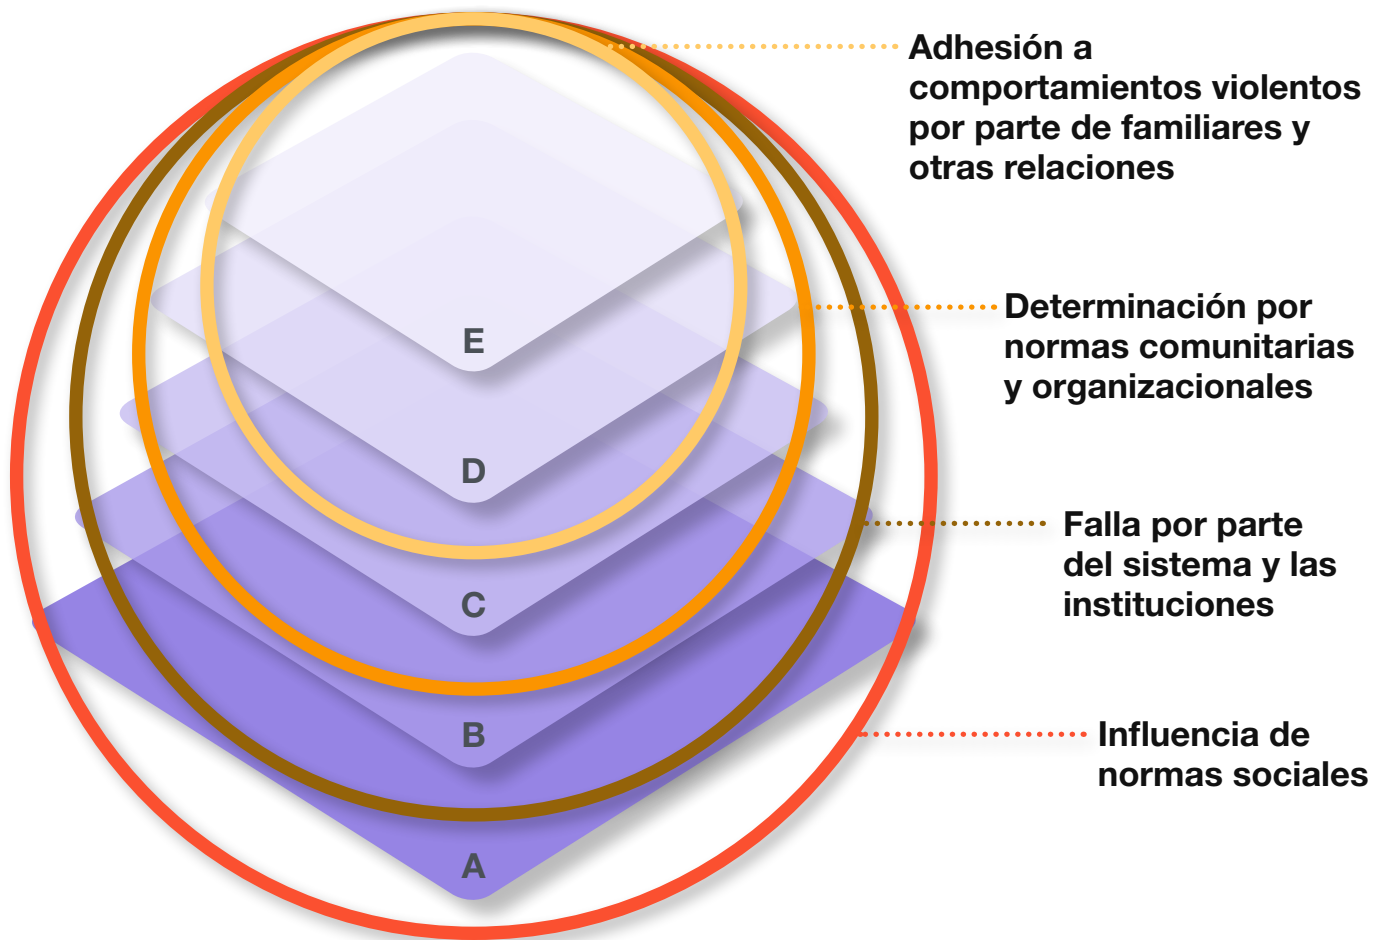 Adhesión a
comportamientos violentos
por parte de familiares y
otras relaciones
Determinación por
normas comunitarias
y organizacionales
Falla por parte
del sistema y las
instituciones
Influencia de
normas sociales
E
D
C
B
A